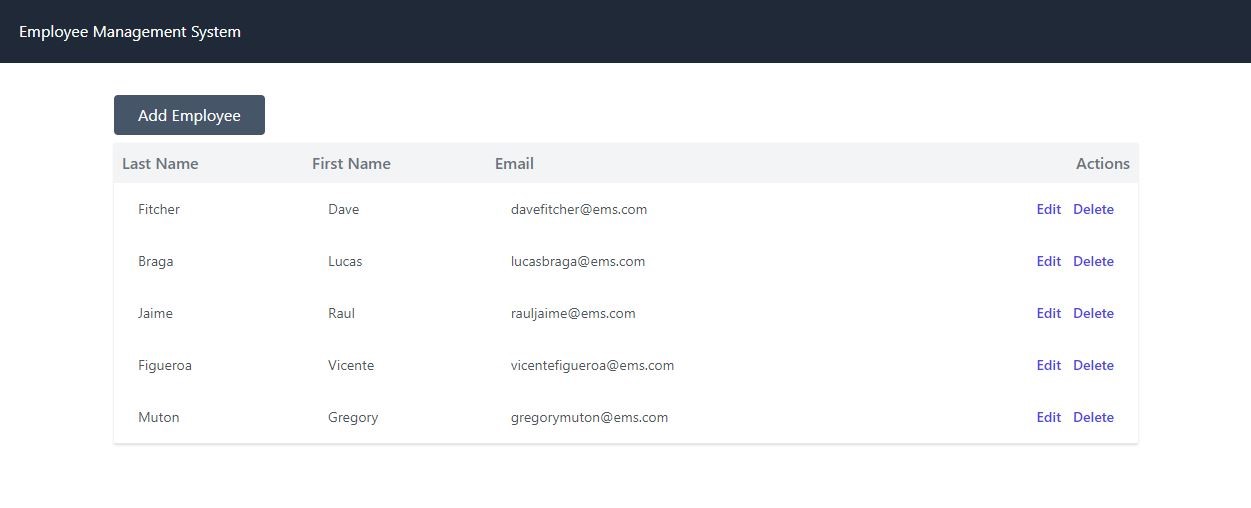 Employee Management System
Add Employee
Last Name First Name Email Actions
Fitcher Dave davefitcher@ems.com Edit Delete
Braga Lucas lucasbraga@ems.com Edit Delete
Jaime Raul rauljaime@ems.com Edit Delete
Figueroa Vicente vicentefigueroa@ems.com Edit Delete
Muton Gregory gregorymuton@ems.com Edit Delete